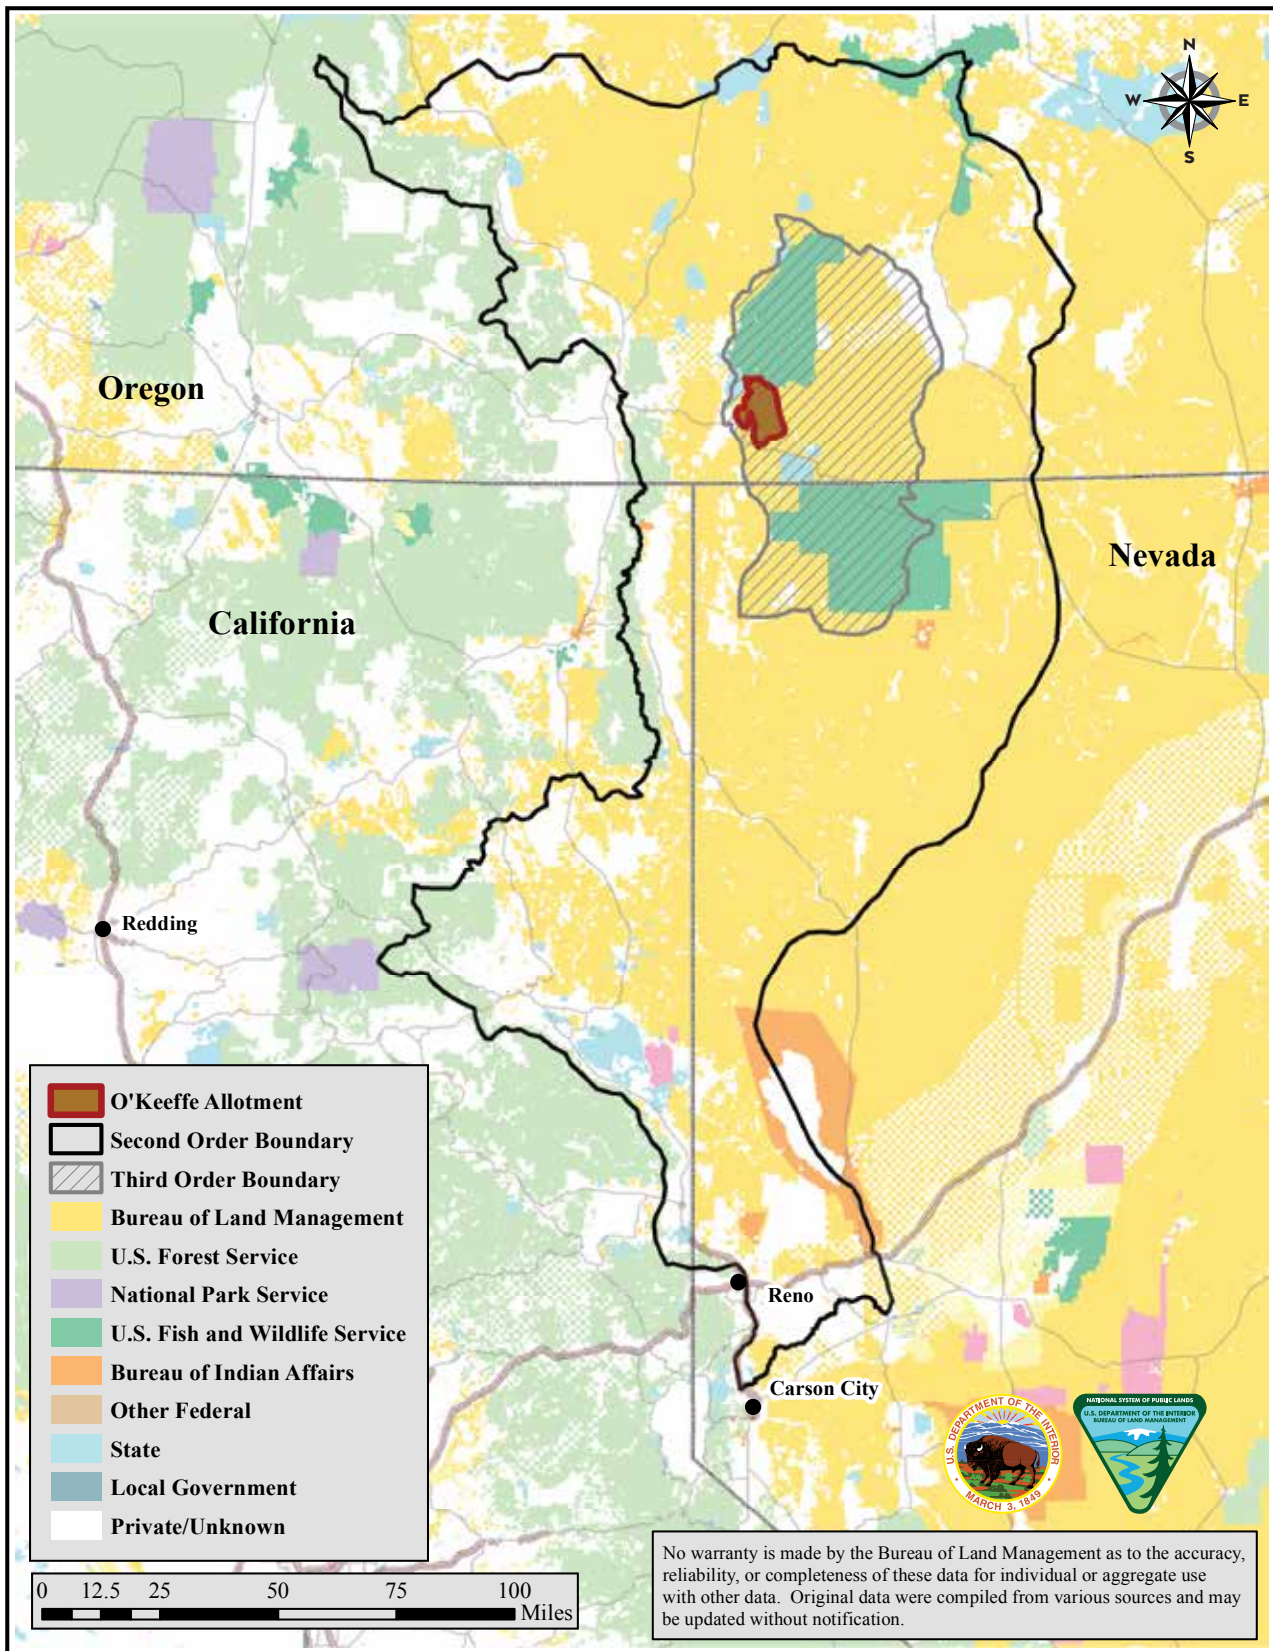 N
W
E
S
Oregon
Nevada
California
Redding
O'Keeffe Allotment
Second Order Boundary
Third Order Boundary
Bureau of Land Management
U.S. Forest Service
National Park Service
U.S. Fish and Wildlife Service
Bureau of Indian Affairs
Other Federal
State
Local Government
Private/Unknown
Reno
Carson City
U.S. DEPARTMENT OF THE INTERIOR
MARCH 3, 1849
NATIONAL SYSTEM OF PUBLIC LANDS
U.S. DEPARTMENT OF THE INTERIOR
BUREAU OF LAND MANAGEMENT
No warranty is made by the Bureau of Land Management as to the accuracy,
reliability, or completeness of these data for individual or aggregate use
with other data. Original data were compiled from various sources and may
be updated without notification.
0 12.5 25 50 75 100
Miles